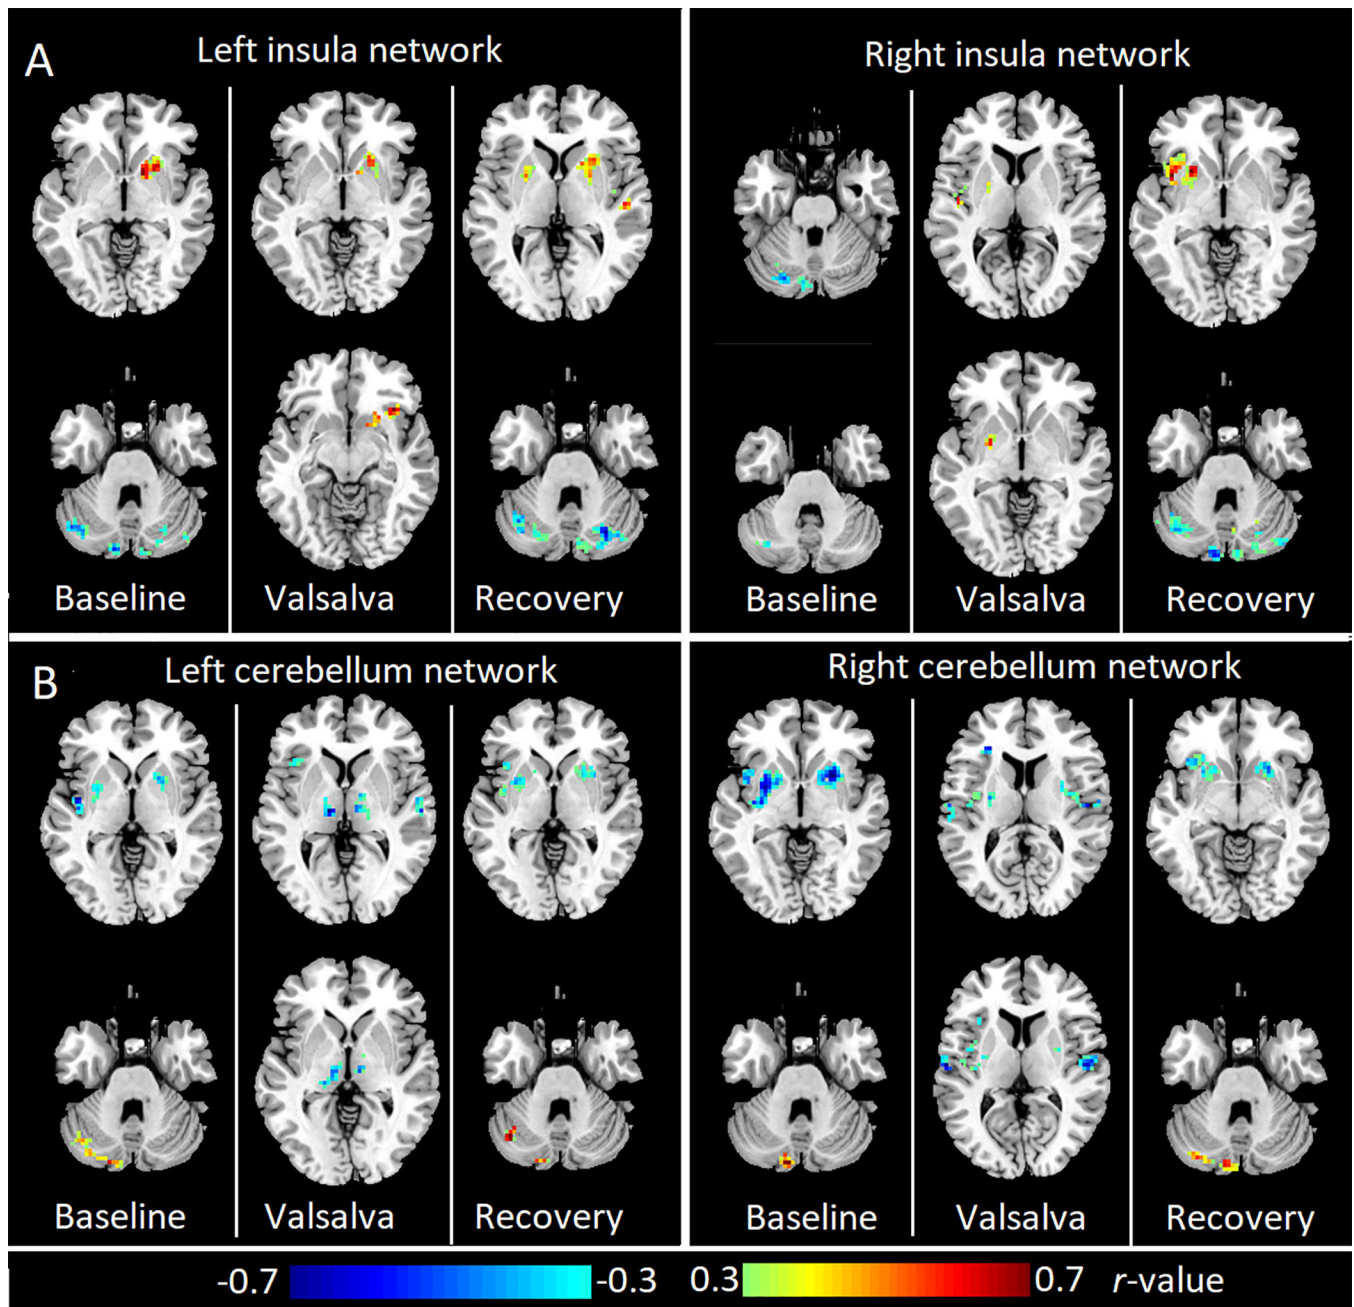 A
Left insula network
Right insula network
Baseline
Valsalva
Recovery
Baseline
Valsalva
Recovery
B
Left cerebellum network
Right cerebellum network
Baseline
Valsalva
Recovery
Baseline
Valsalva
Recovery
-0.7
-0.3
0.3
0.7
r-value